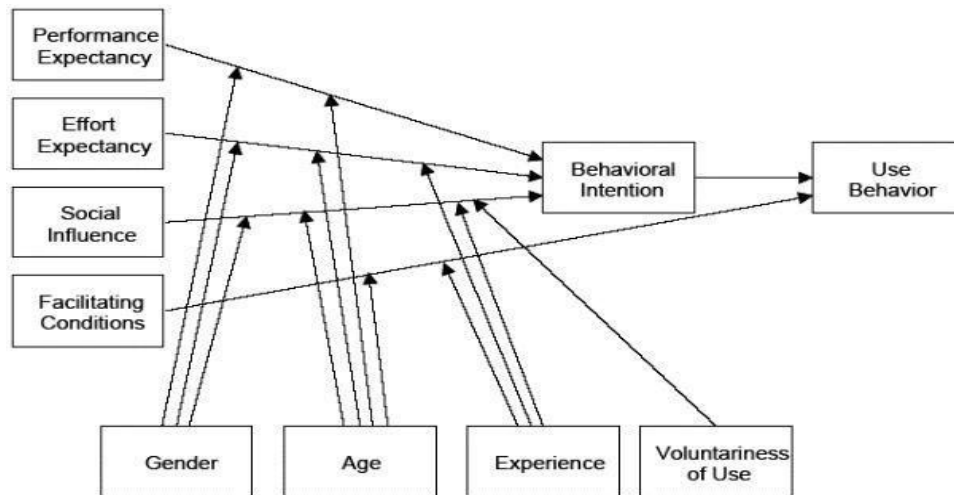 Performance
Expectancy
Effort
Expectancy
Social
Influence
Facilitating
Conditions
Behavioral
Intention
Use
Behavior
Gender
Age
Experience
Voluntariness
of Use